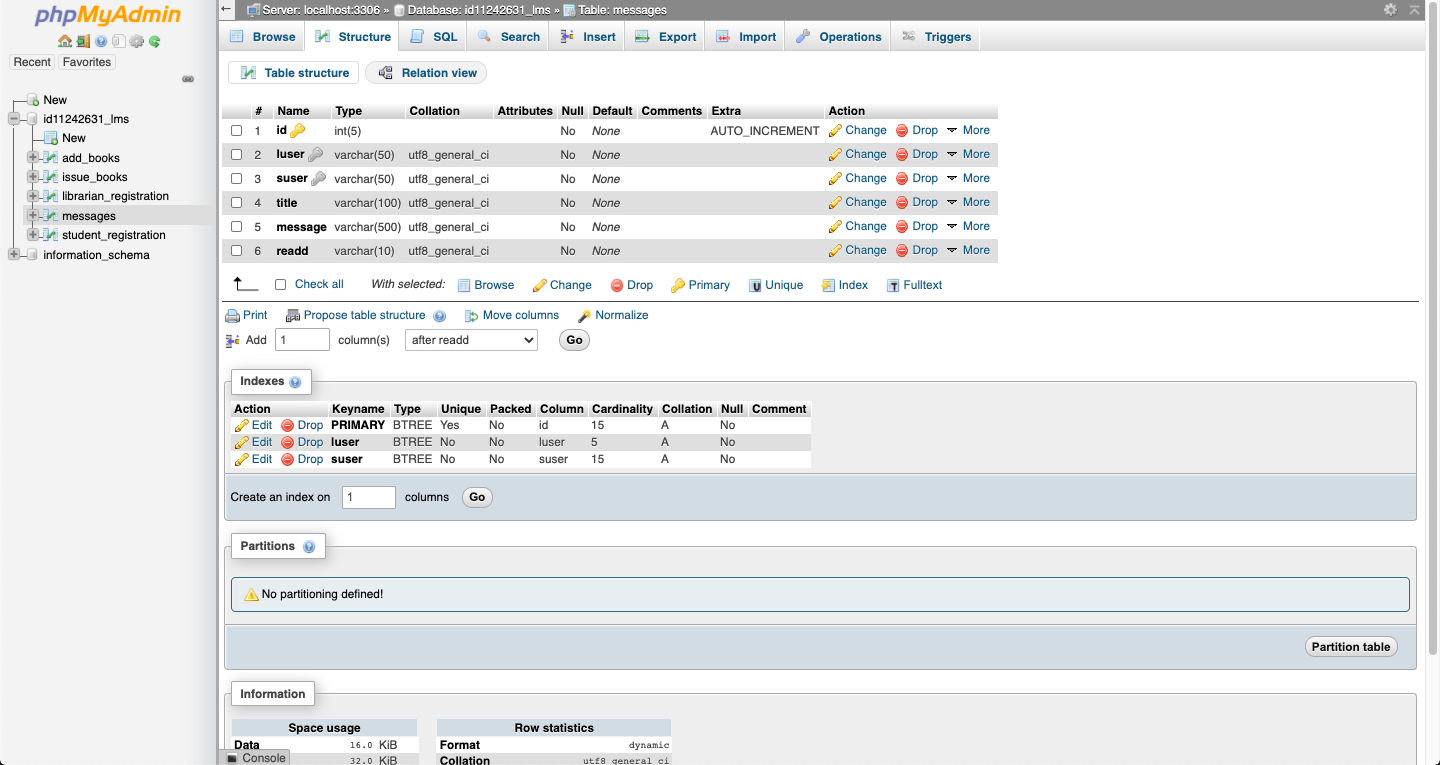 phpMyAdmin
Recent Favorites
New
id11242631_lms
New
add_books
issue_books
librarian_registration
messages
student_registration
information_schema
Server: localhost:3306 » Database: id11242631_lms » Table: messages
Browse Structure SQL Search Insert Export Import Operations Triggers
Table structure Relation view
# Name Type Collation Attributes Null Default Comments Extra Action
1 id int(5) No None AUTO_INCREMENT Change Drop More
2 luser varchar(50) utf8_general_ci No None Change Drop More
3 suser varchar(50) utf8_general_ci No None Change Drop More
4 title varchar(100) utf8_general_ci No None Change Drop More
5 message varchar(500) utf8_general_ci No None Change Drop More
6 readd varchar(10) utf8_general_ci No None Change Drop More
Check all With selected: Browse Change Drop Primary Unique Index Fulltext
Print Propose table structure Move columns Normalize
Add 1 column(s) after readd Go
Indexes
Action Keyname Type Unique Packed Column Cardinality Collation Null Comment
Edit Drop PRIMARY BTREE Yes No id 15 A No
Edit Drop luser BTREE No No luser 5 A No
Edit Drop suser BTREE No No suser 15 A No
Create an index on 1 columns Go
Partitions
No partitioning defined!
Partition table
Information
Space usage Row statistics
Data 16.0 KiB Format dynamic
Console 32.0 KiB Collation utf8_general_ci